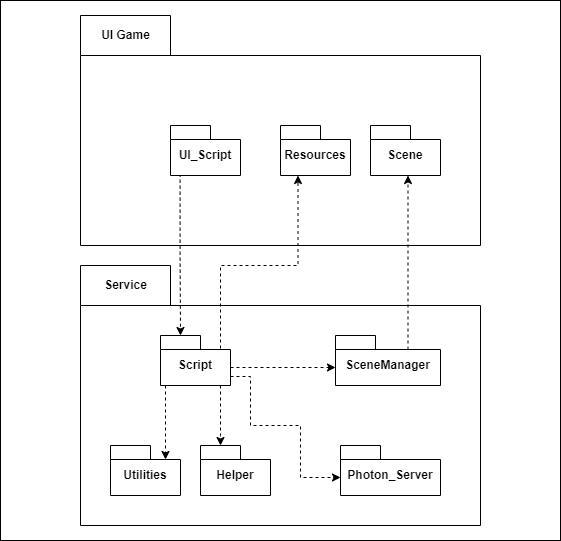 UI Game
UI_Script
Resources
Scene
Service
Script
SceneManager
Utilities
Helper
Photon_Server